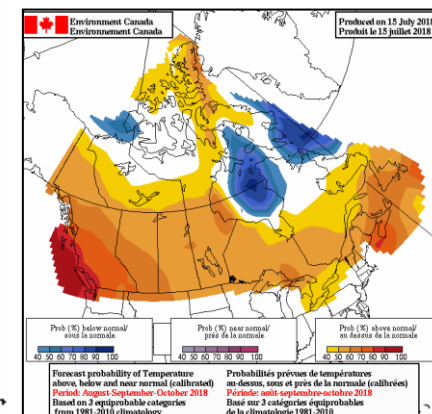 Environment Canada
Environnement Canada
Produced on 15 July 2018
Produit le 15 juillet 2018
Prob (%) below normal/
sous la normale
40 50 60 70 80 90 100
Prob (%) near normal/
près de la normale
40 50 60 70 80 90 100
Prob (%) above normal/
au dessus la normale
40 50 60 70 80 90 100
Forecast probability of Temperature
above, below and near normal (calibrated)
Period: August-September-October 2018
Based on 3 equiprobable categories
from 1981-2010 climatology
Probabilités prévues de températures
au-dessus, sous et près de la normale (calibrées)
Période: août-septembre-octobre 2018
Basé sur 3 catégories équiprobables
de la climatologie 1981-2010